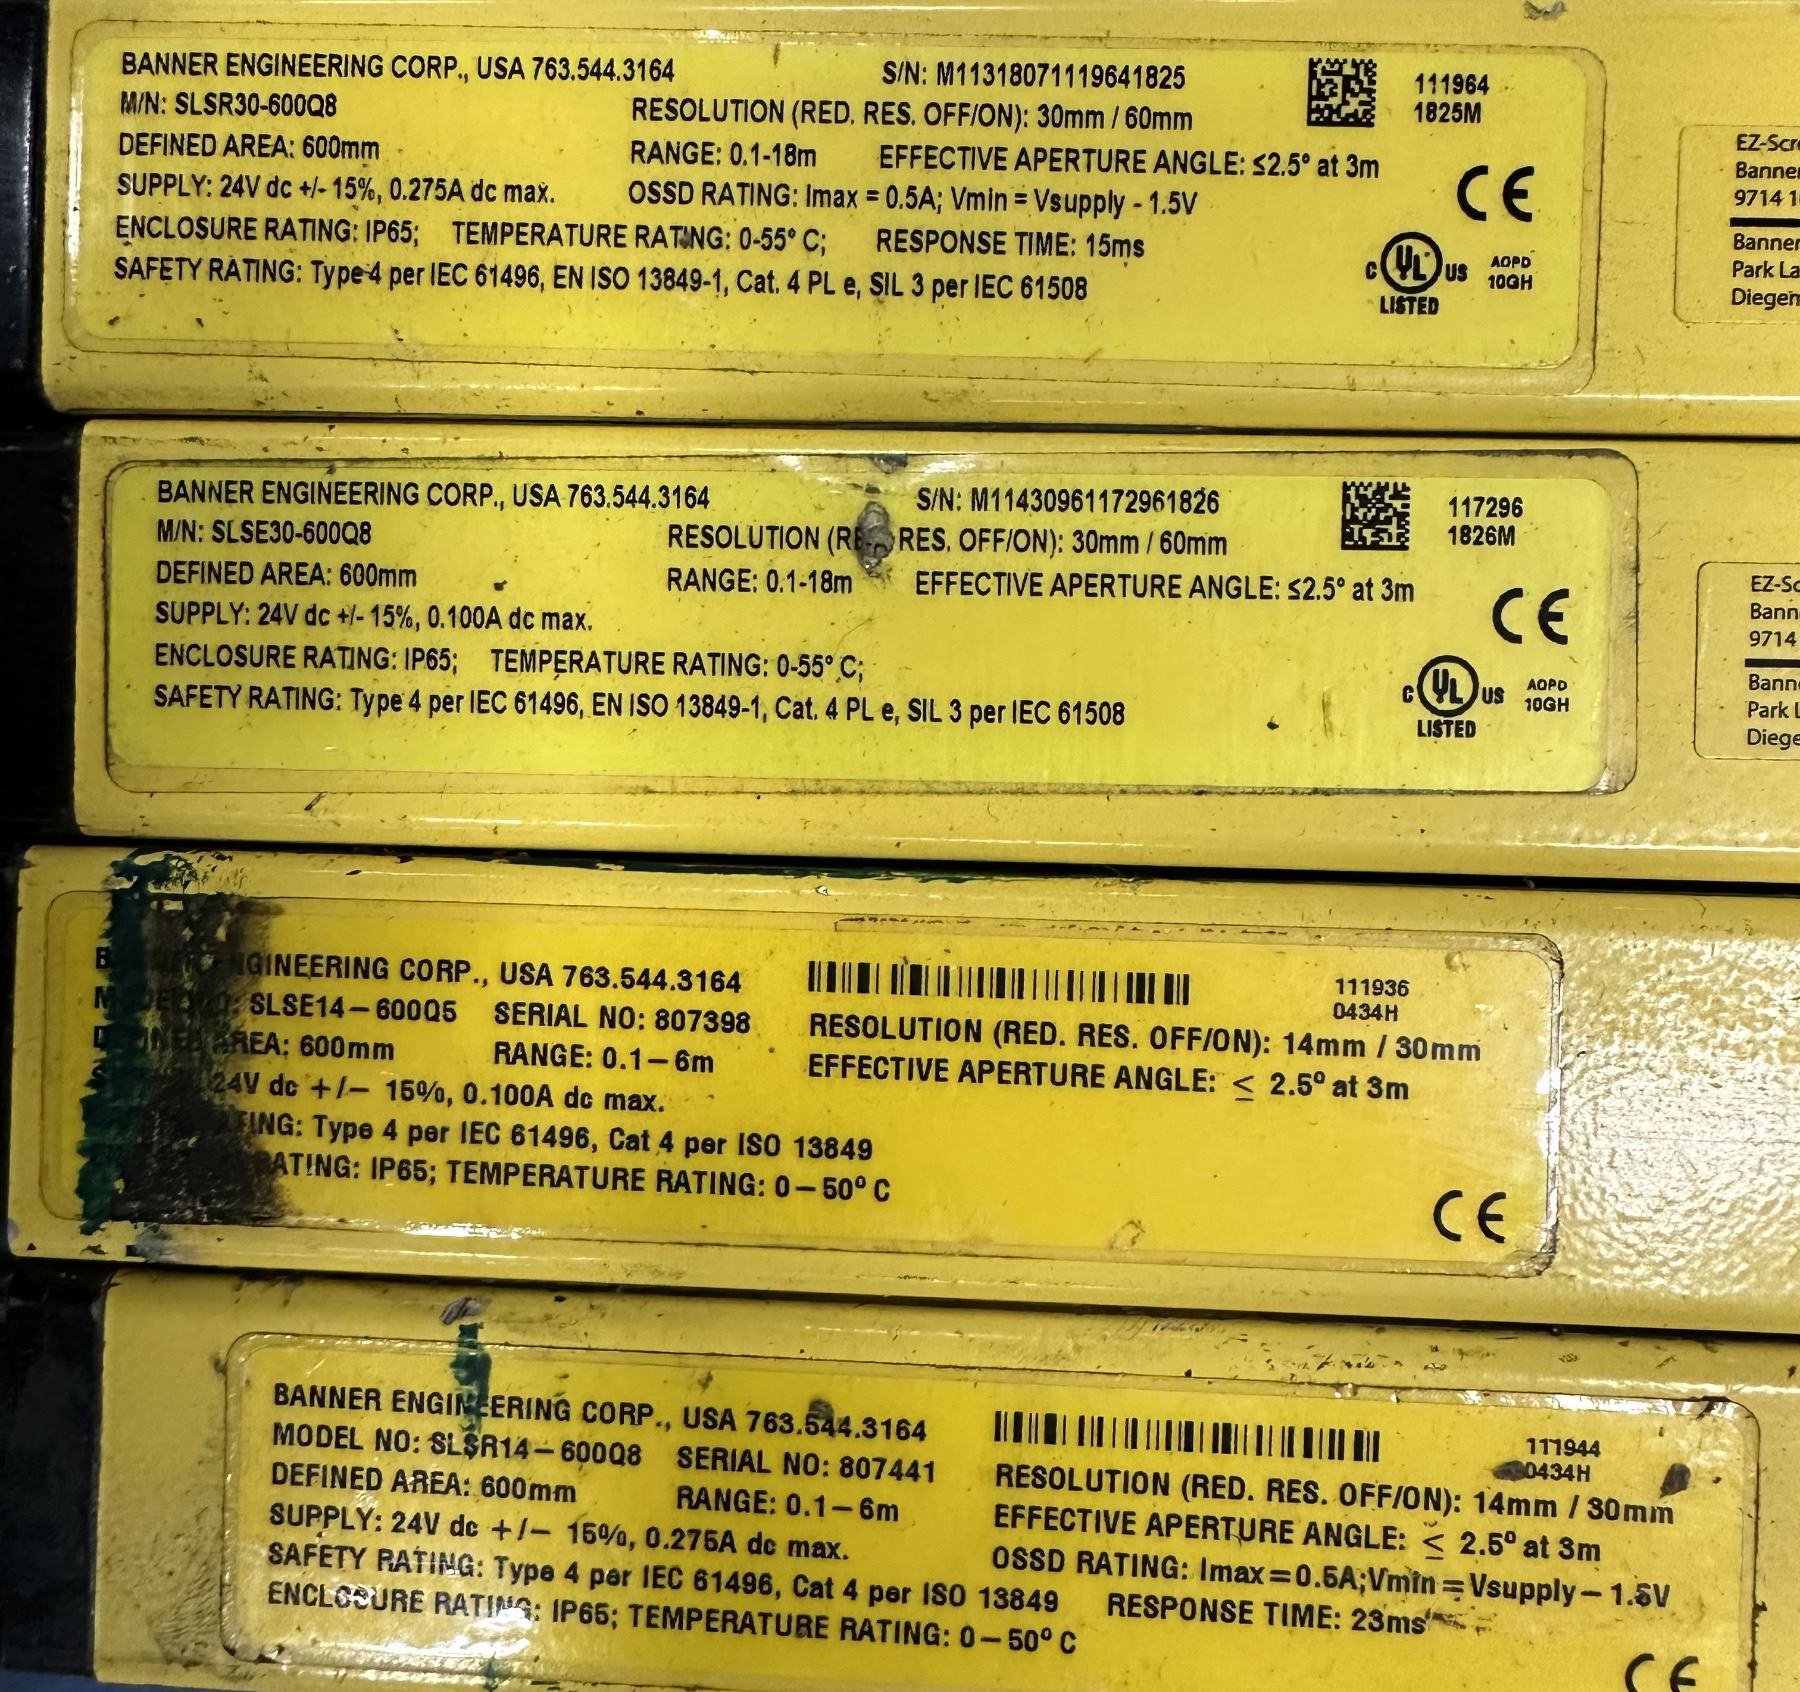 BANNER ENGINEERING CORP., USA 763.544.3164 S/N: M11318071119641825 111964
M/N: SLSR30-600Q8 RESOLUTION (RED. RES. OFF/ON): 30mm / 60mm 1825M
DEFINED AREA: 600mm RANGE: 0.1-18m EFFECTIVE APERTURE ANGLE: ≤2.5° at 3m
SUPPLY: 24V dc +/- 15%, 0.275A dc max. OSSD RATING: Imax = 0.5A; Vmin = Vsupply - 1.5V CE
ENCLOSURE RATING: IP65; TEMPERATURE RATING: 0-55° C; RESPONSE TIME: 15ms
SAFETY RATING: Type 4 per IEC 61496, EN ISO 13849-1, Cat. 4 PL e, SIL 3 per IEC 61508
C UL US AOPD
LISTED 10GH
EZ-Scr
Banner
9714 1
Banner
Park La
Diegem
BANNER ENGINEERING CORP., USA 763.544.3164 S/N: M11430961172961826 117296
M/N: SLSE30-600Q8 RESOLUTION (RE RES. OFF/ON): 30mm / 60mm 1826M
DEFINED AREA: 600mm RANGE: 0.1-18m EFFECTIVE APERTURE ANGLE: ≤2.5° at 3m
SUPPLY: 24V dc +/- 15%, 0.100A dc max. CE
ENCLOSURE RATING: IP65; TEMPERATURE RATING: 0-55° C;
SAFETY RATING: Type 4 per IEC 61496, EN ISO 13849-1, Cat. 4 PL e, SIL 3 per IEC 61508
C UL US AOPD
LISTED 10GH
EZ-Sc
Bann
9714
Bann
Park L
Diege
GINEERING CORP., USA 763.544.3164 111936
SLSE14-600Q5 SERIAL NO: 807398 0434H
RESOLUTION (RED. RES. OFF/ON): 14mm / 30mm
AREA: 600mm RANGE: 0.1-6m EFFECTIVE APERTURE ANGLE: ≤ 2.5° at 3m
24V dc +/- 15%, 0.100A dc max.
ING: Type 4 per IEC 61496, Cat 4 per ISO 13849
ATING: IP65; TEMPERATURE RATING: 0-50° C
CE
BANNER ENGINEERING CORP., USA 763.544.3164 111944
MODEL NO: SLSR14-600Q8 SERIAL NO: 807441 0434H
RESOLUTION (RED. RES. OFF/ON): 14mm / 30mm
DEFINED AREA: 600mm RANGE: 0.1-6m EFFECTIVE APERTURE ANGLE: ≤ 2.5° at 3m
SUPPLY: 24V dc +/- 15%, 0.275A dc max. OSSD RATING: Imax=0.5A;Vmin=Vsupply-1.5V
SAFETY RATING: Type 4 per IEC 61496, Cat 4 per ISO 13849 RESPONSE TIME: 23ms
ENCLOSURE RATING: IP65; TEMPERATURE RATING: 0-50° C
CE